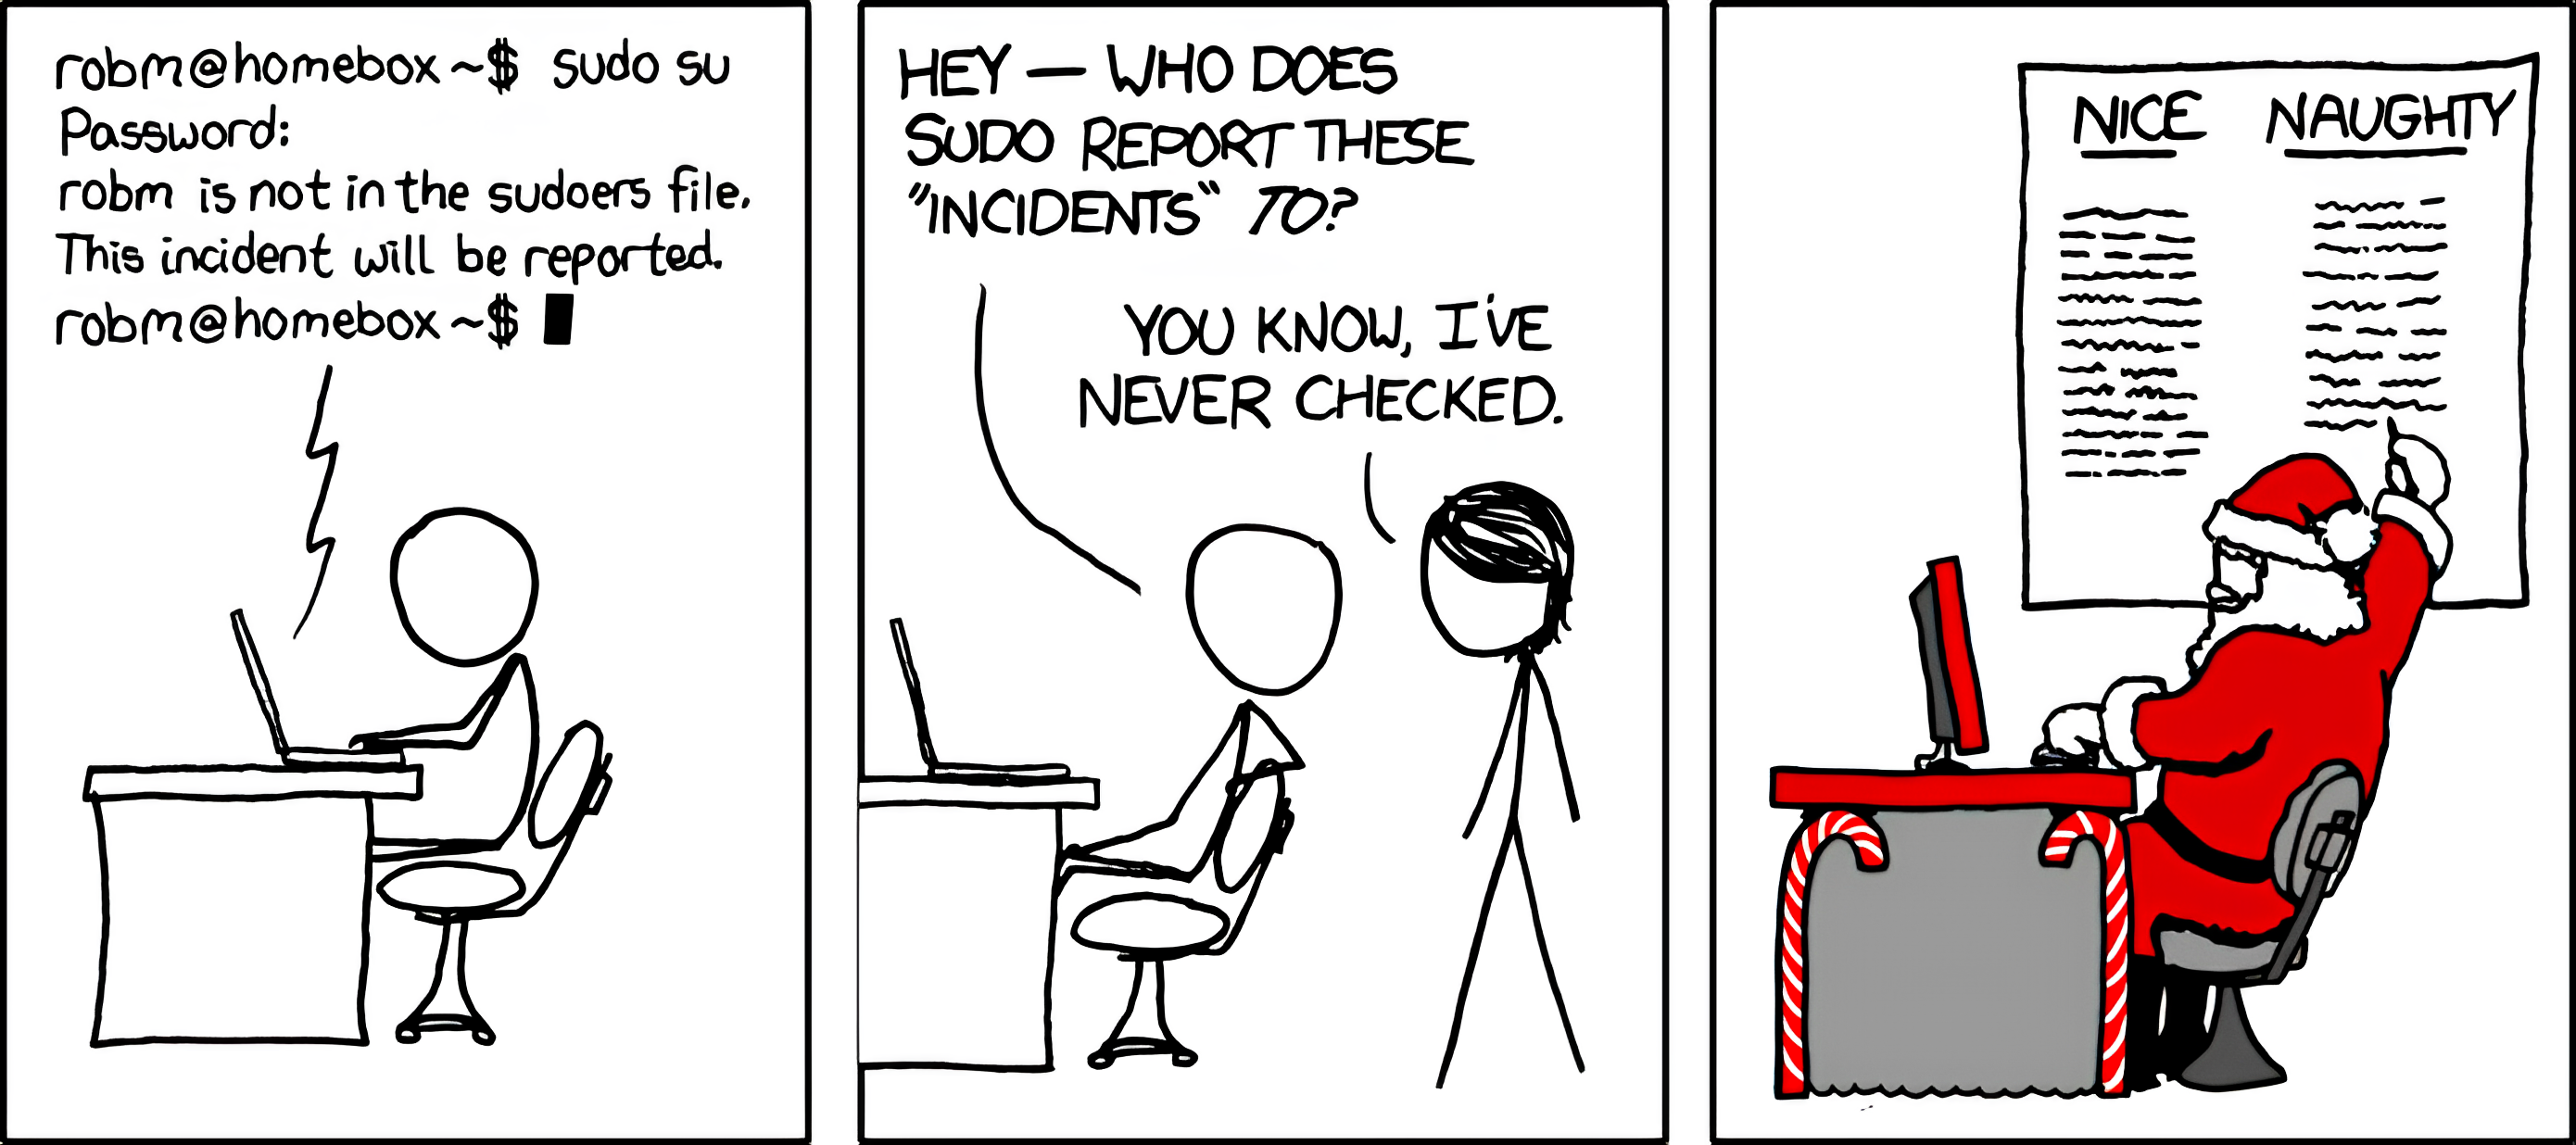 robm@homebox~$ sudo su
Password:
robm is not in the sudoers file.
This incident will be reported.
robm@homebox~$
HEY — WHO DOES
SUDO REPORT THESE
"INCIDENTS" TO?
YOU KNOW, I'VE
NEVER CHECKED.
NICE NAUGHTY